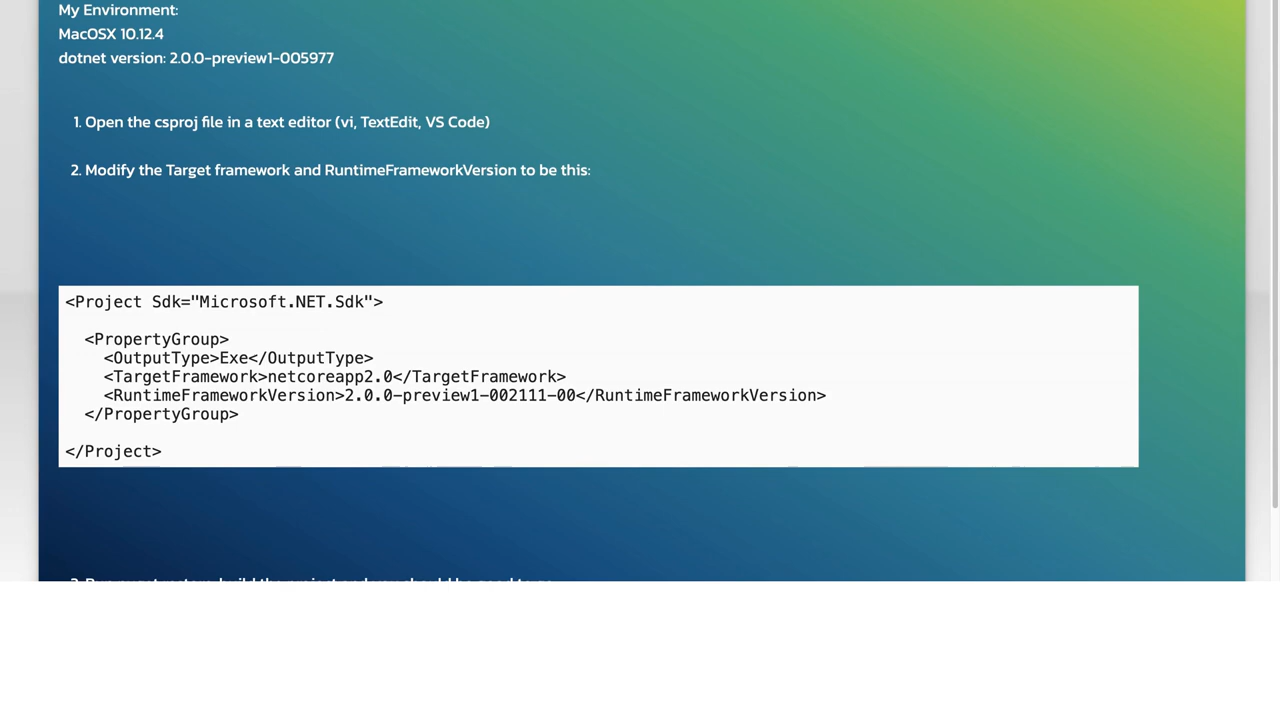 My Environment:
MacOSX 10.12.4
dotnet version: 2.0.0-preview1-005977
1. Open the csproj file in a text editor (vi, TextEdit, VS Code)
2. Modify the Target framework and RuntimeFrameworkVersion to be this:
<Project Sdk="Microsoft.NET.Sdk">
  <PropertyGroup>
    <OutputType>Exe</OutputType>
    <TargetFramework>netcoreapp2.0</TargetFramework>
    <RuntimeFrameworkVersion>2.0.0-preview1-002111-00</RuntimeFrameworkVersion>
  </PropertyGroup>
</Project>